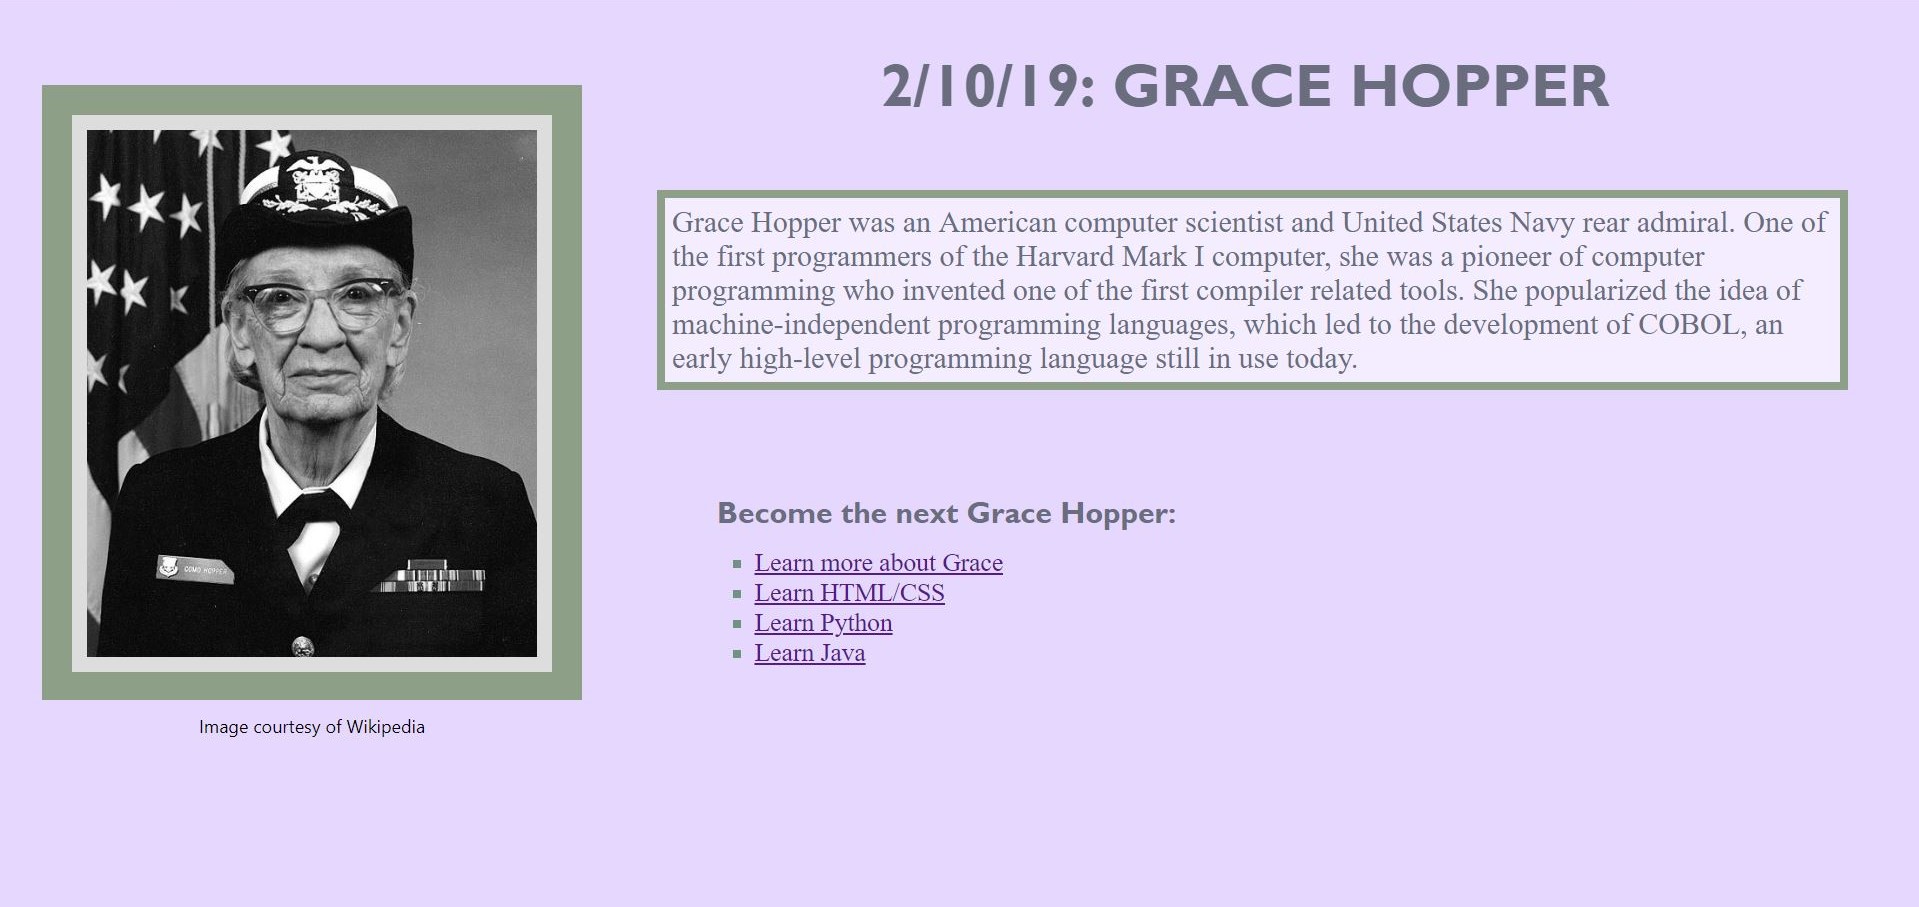 2/10/19: GRACE HOPPER
Grace Hopper was an American computer scientist and United States Navy rear admiral. One of
the first programmers of the Harvard Mark I computer, she was a pioneer of computer
programming who invented one of the first compiler related tools. She popularized the idea of
machine-independent programming languages, which led to the development of COBOL, an
early high-level programming language still in use today.
COMO HOPPER
Image courtesy of Wikipedia
Become the next Grace Hopper:
Learn more about Grace
Learn HTML/CSS
Learn Python
Learn Java